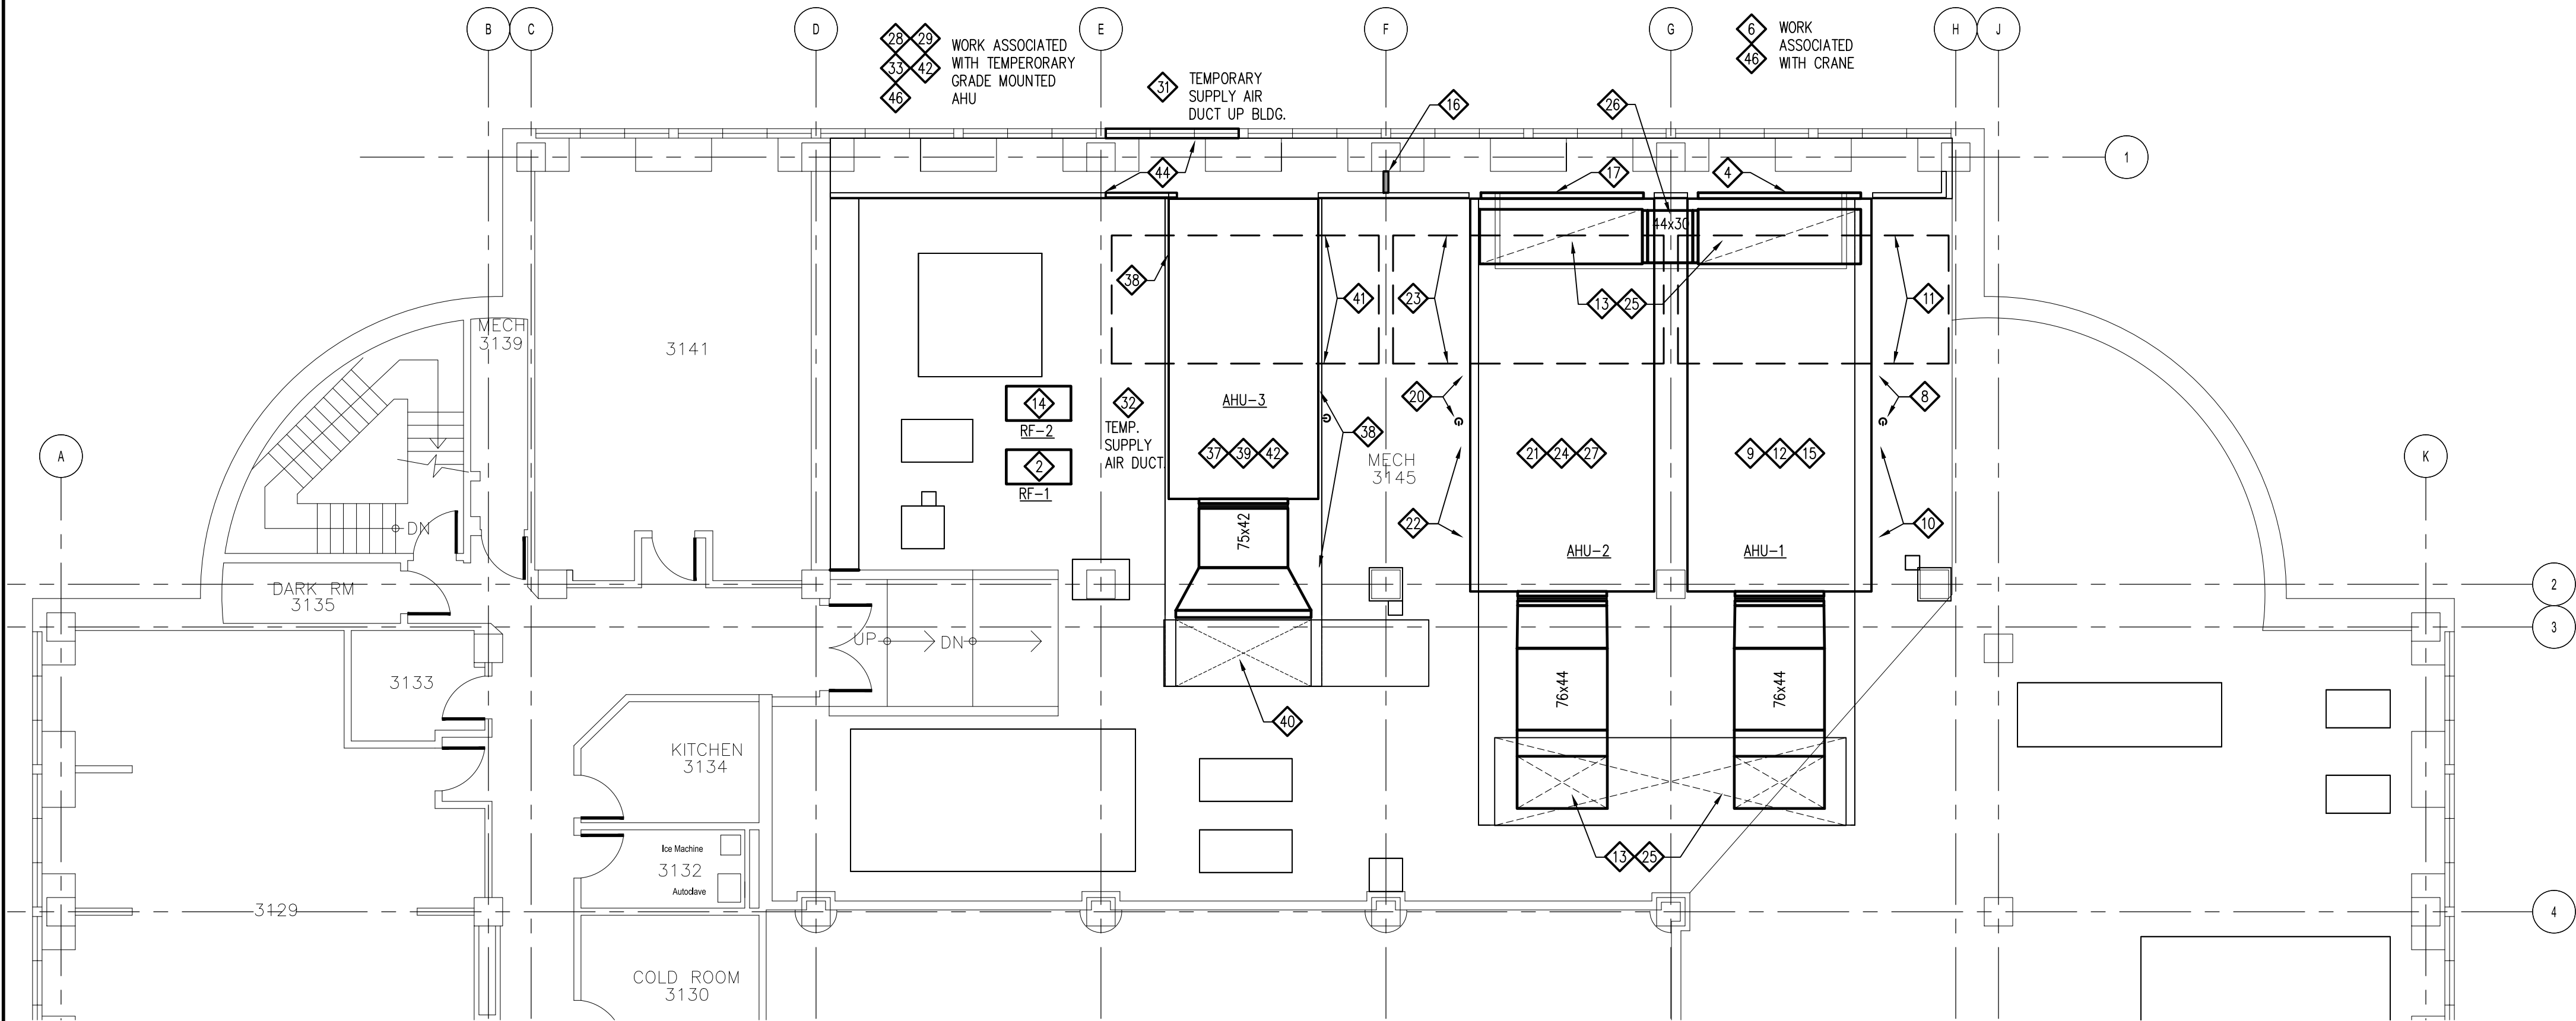 B
C
D
E
F
G
H
J
28 29
33 42
46
WORK ASSOCIATED
WITH TEMPERORARY
GRADE MOUNTED
AHU
31
TEMPORARY
SUPPLY AIR
DUCT UP BLDG.
6
46
WORK
ASSOCIATED
WITH CRANE
16
26
1
44
17
4
44x30
38
41
23
13 25
11
MECH
3139
3141
14
RF-2
2
RF-1
32
TEMP.
SUPPLY
AIR DUCT
AHU-3
37 39 42
38
MECH
3145
20
22
21 24 27
9 12 15
8
10
AHU-2
AHU-1
A
K
DN
75x42
DARK RM
3135
2
3
UP
DN
3133
76x44
76x44
40
KITCHEN
3134
Ice Machine
3132
Autoclave
13 25
3129
4
COLD ROOM
3130